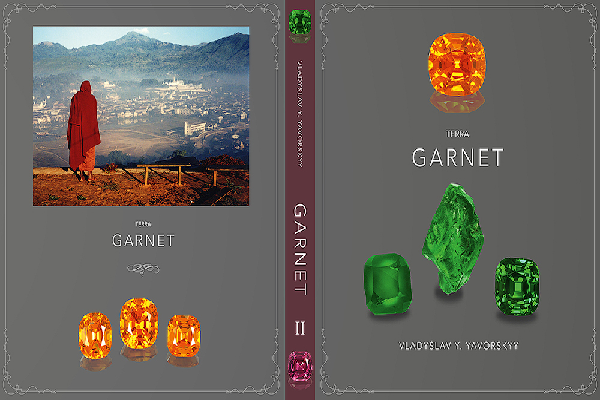 TERRA
GARNET
VLADYSLAV Y. YAVORSKYY
GARNET
II
TERRA
GARNET
VLADYSLAV Y. YAVORSKYY